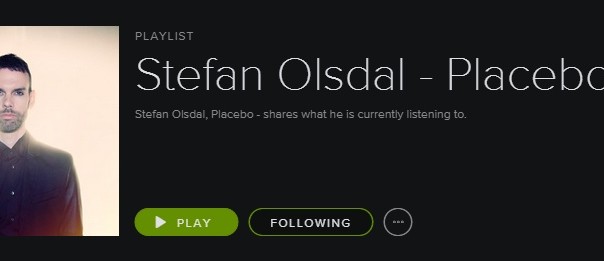 PLAYLIST
Stefan Olsdal - Placebo
Stefan Olsdal, Placebo - shares what he is currently listening to.
PLAY
FOLLOWING